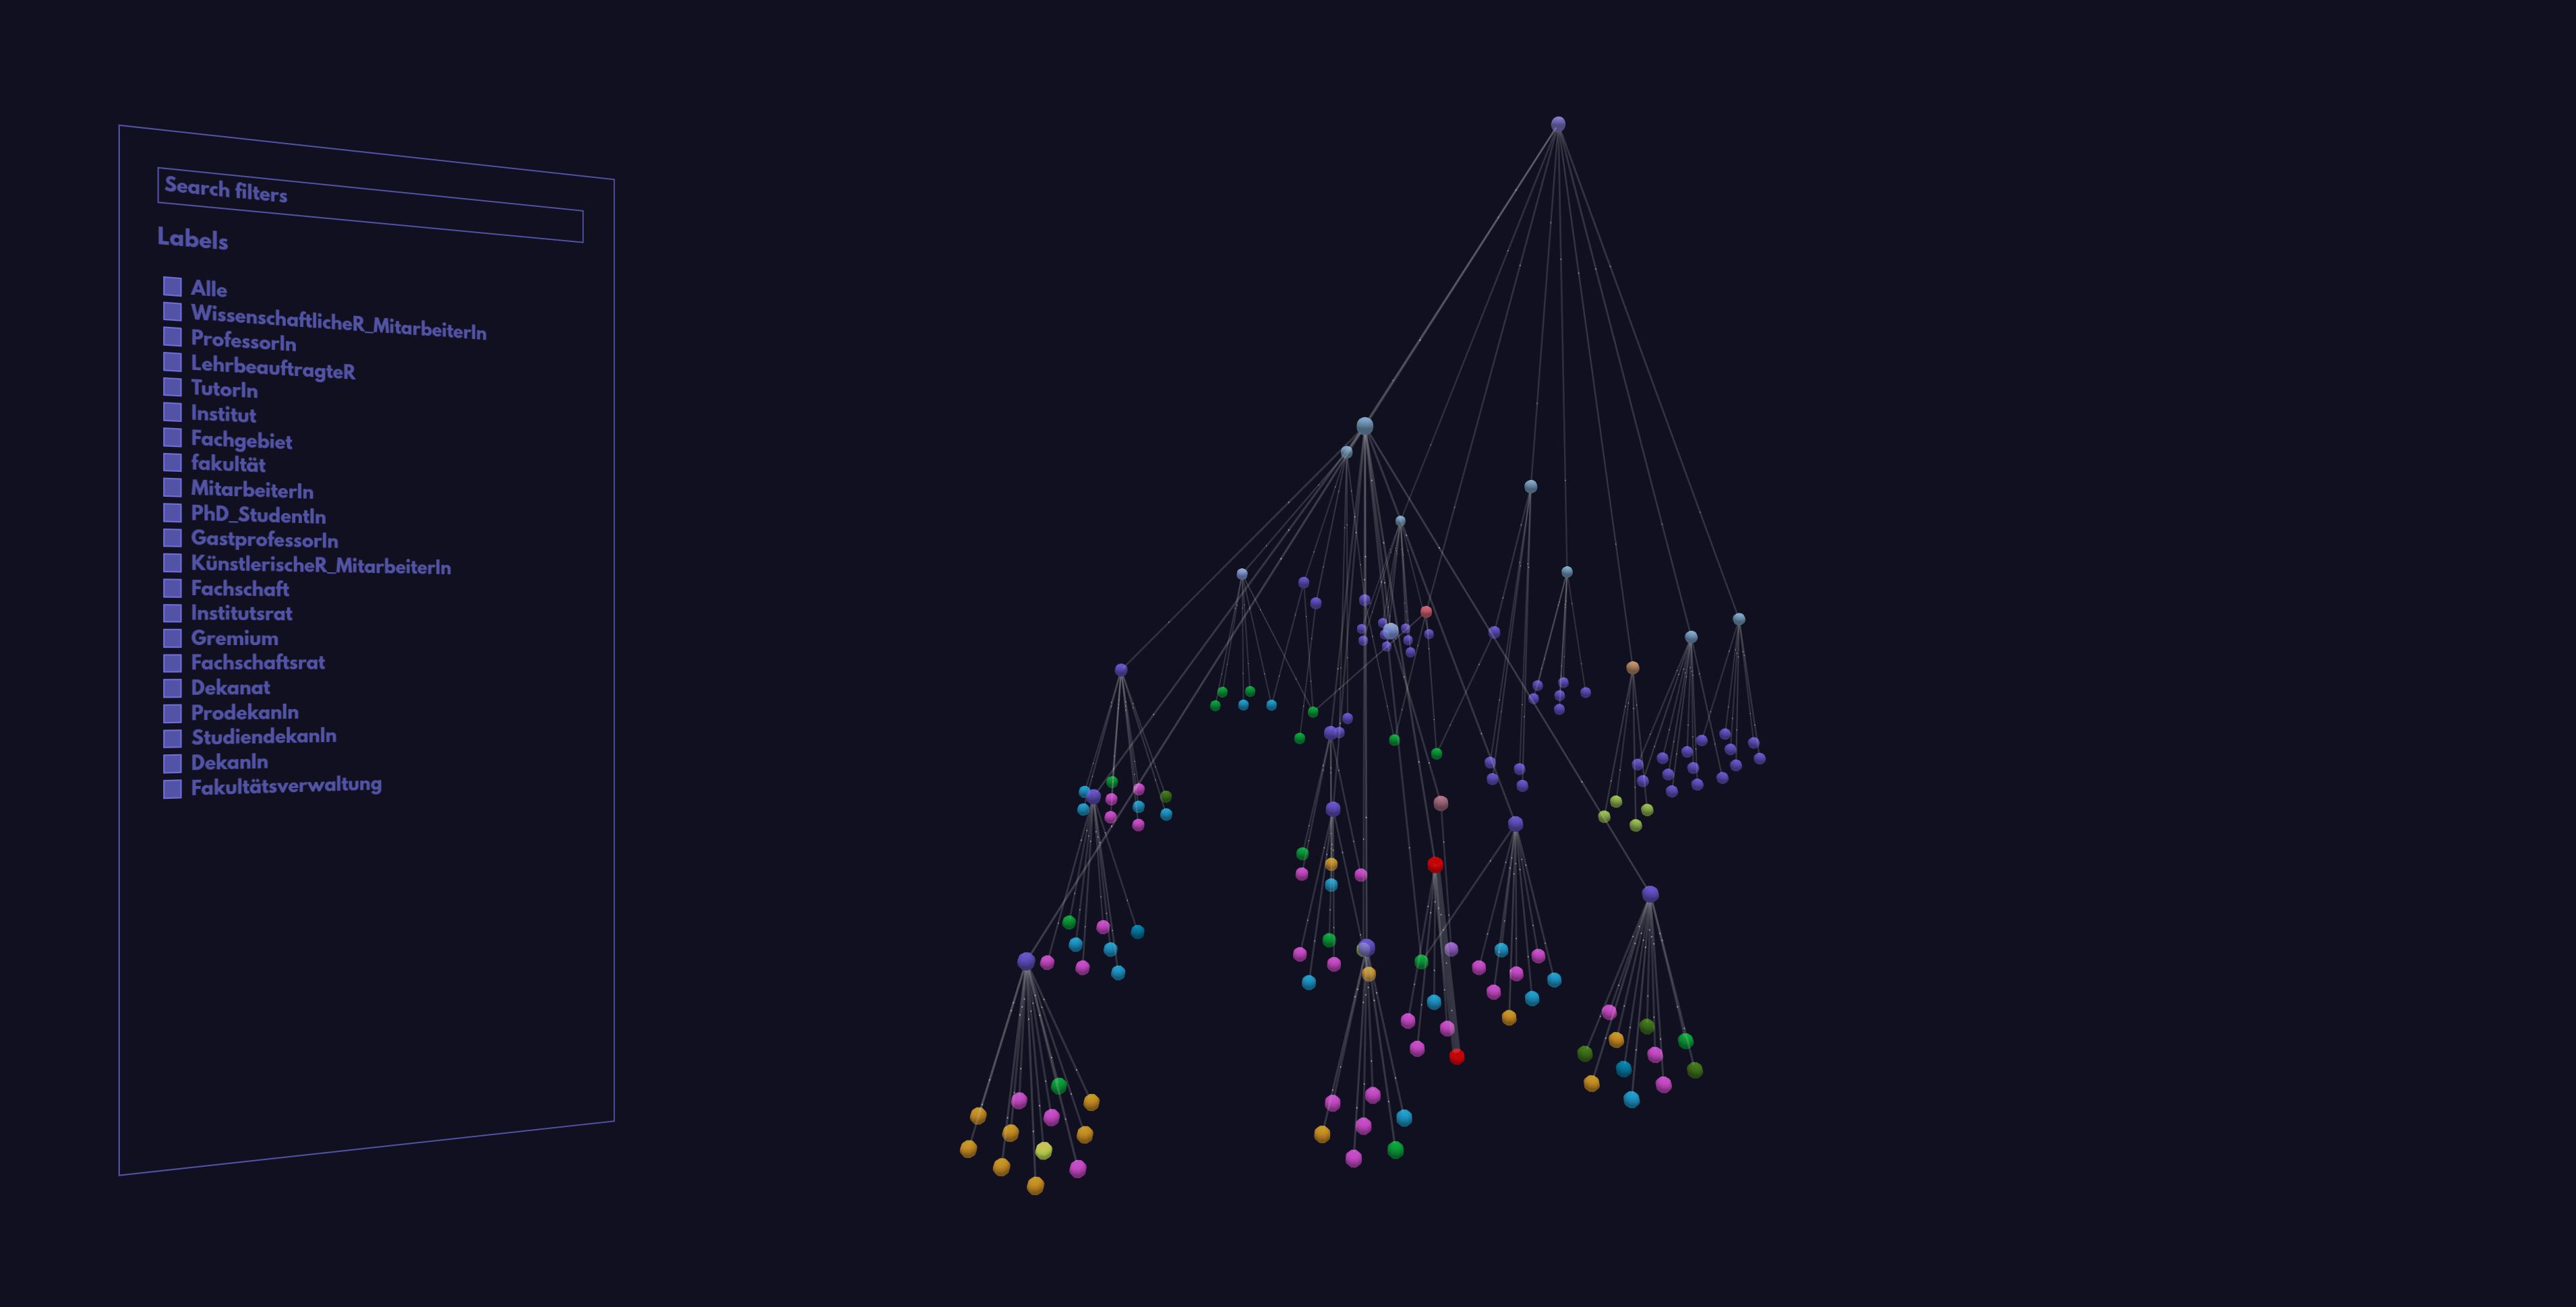 Search filters
Labels
Alle
WissenschaftlicheR_MitarbeiterIn
ProfessorIn
LehrbeauftragteR
TutorIn
Institut
Fachgebiet
fakultät
MitarbeiterIn
PhD_StudentIn
GastprofessorIn
KünstlerischeR_MitarbeiterIn
Fachschaft
Institutsrat
Gremium
Fachschaftsrat
Dekanat
ProdekanIn
StudiendekanIn
DekanIn
Fakultätsverwaltung